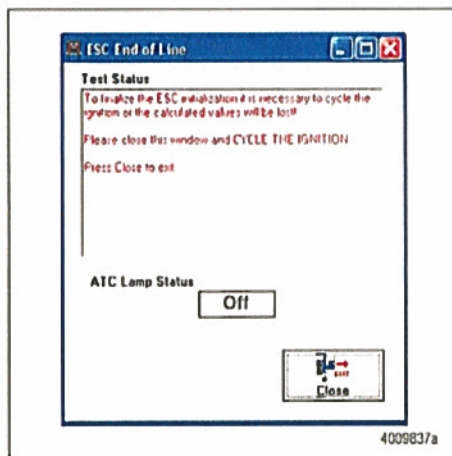 ESC End of Line
Test Status
To finalize the ESC initialization it is necessary to cycle the
ignition or the calculated values will be lost!
Please close this window and CYCLE THE IGNITION
Press Close to exit
ATC Lamp Status
Off
EXIT
Close
4009837a